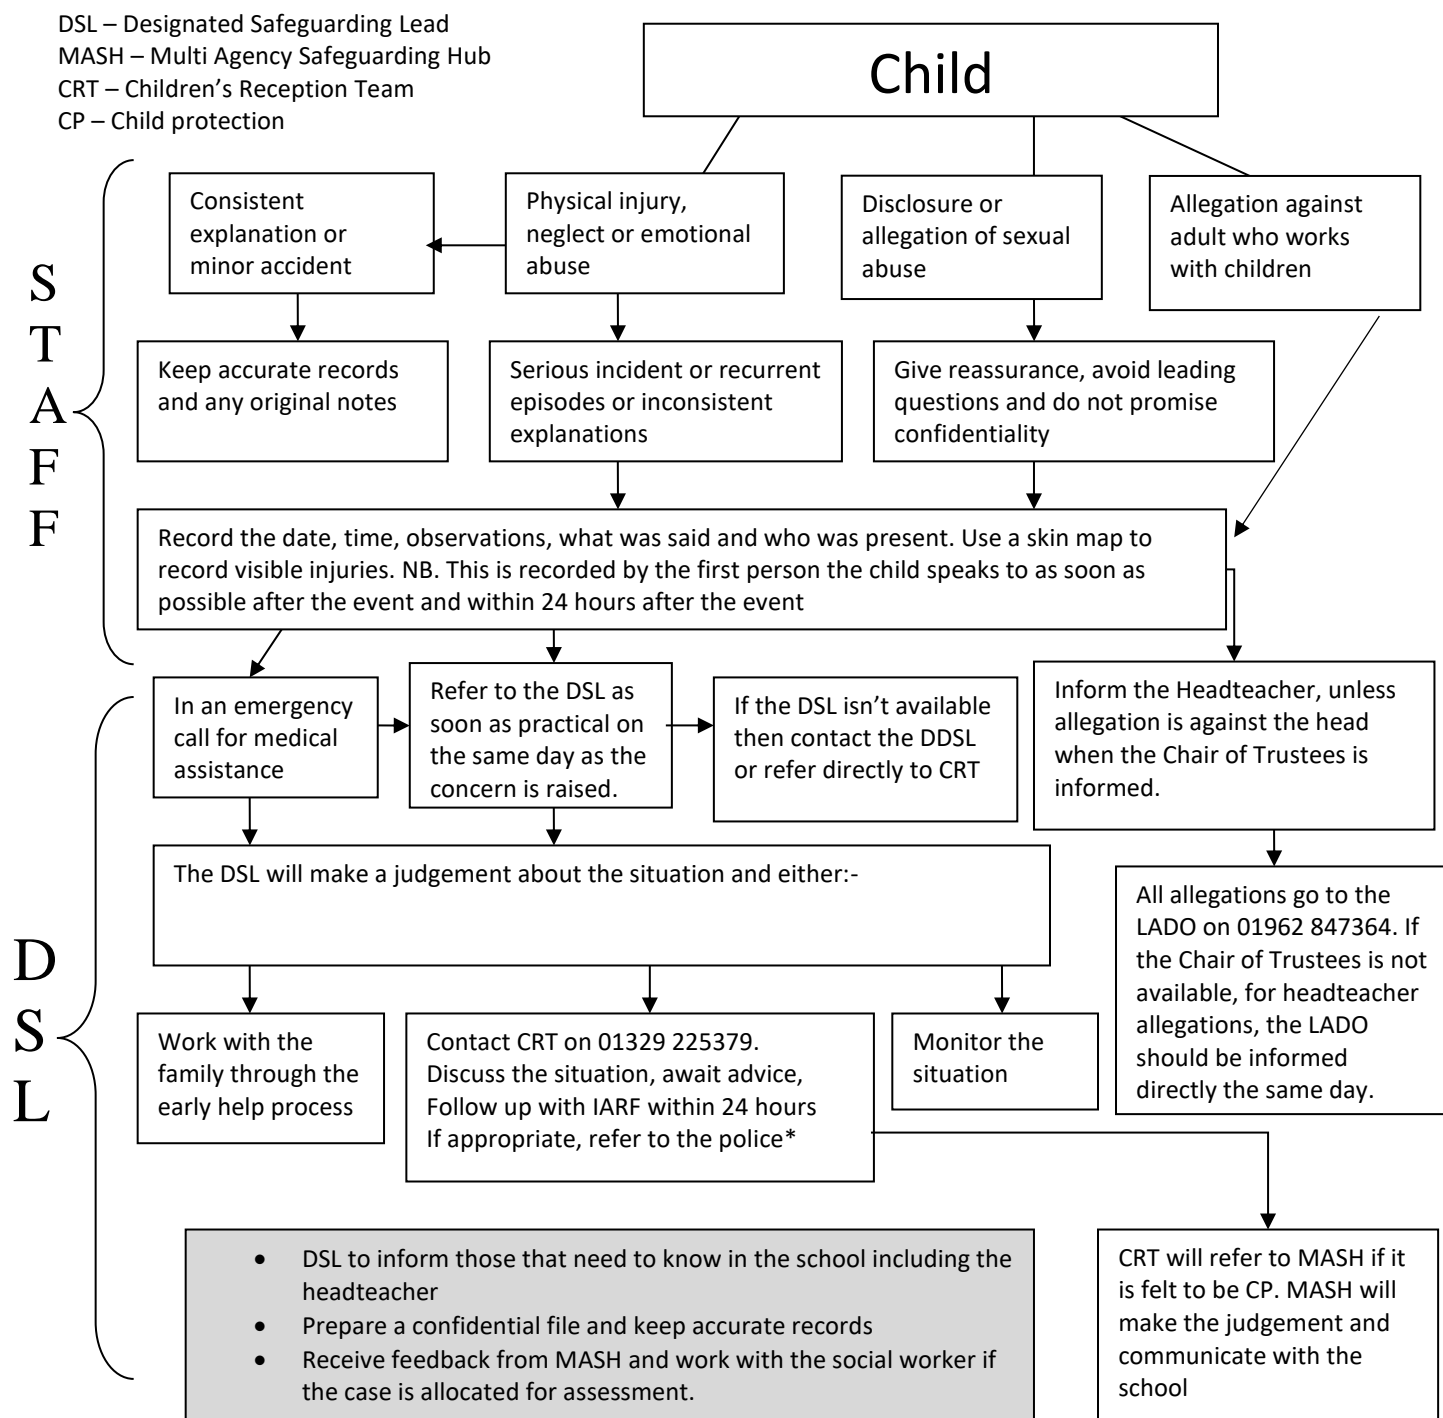 DSL – Designated Safeguarding Lead
MASH – Multi Agency Safeguarding Hub
CRT – Children's Reception Team
CP – Child protection
Child
Consistent
explanation or
minor accident
Physical injury,
neglect or emotional
abuse
Disclosure or
allegation of sexual
abuse
Allegation against
adult who works
with children
S
T
A
F
F
Keep accurate records
and any original notes
Serious incident or recurrent
episodes or inconsistent
explanations
Give reassurance, avoid leading
questions and do not promise
confidentiality
Record the date, time, observations, what was said and who was present. Use a skin map to
record visible injuries. NB. This is recorded by the first person the child speaks to as soon as
possible after the event and within 24 hours after the event
In an emergency
call for medical
assistance
Refer to the DSL as
soon as practical on
the same day as the
concern is raised.
If the DSL isn't available
then contact the DDSL
or refer directly to CRT
Inform the Headteacher, unless
allegation is against the head
when the Chair of Trustees is
informed.
D
S
L
The DSL will make a judgement about the situation and either:-
All allegations go to the
LADO on 01962 847364. If
the Chair of Trustees is not
available, for headteacher
allegations, the LADO
should be informed
directly the same day.
Work with the
family through the
early help process
Contact CRT on 01329 225379.
Discuss the situation, await advice,
Follow up with IARF within 24 hours
If appropriate, refer to the police*
Monitor the
situation
• DSL to inform those that need to know in the school including the
headteacher
• Prepare a confidential file and keep accurate records
• Receive feedback from MASH and work with the social worker if
the case is allocated for assessment.
CRT will refer to MASH if it
is felt to be CP. MASH will
make the judgement and
communicate with the
school